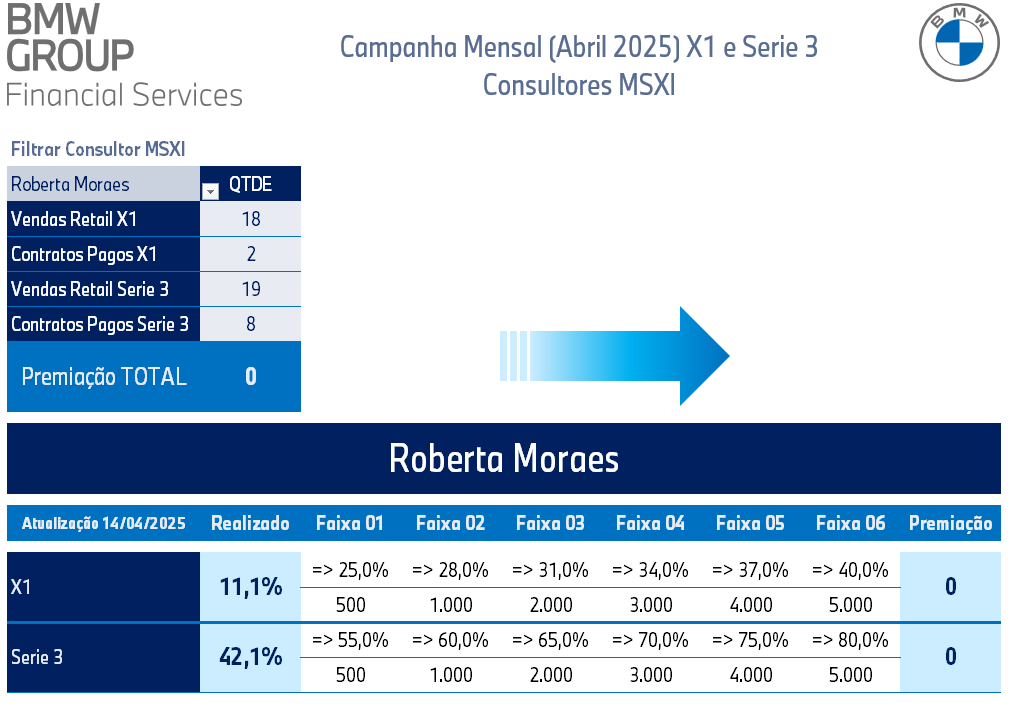 BMW
GROUP
Financial Services
Campanha Mensal (Abril 2025) X1 e Serie 3
Consultores MSXI
BMW
Filtrar Consultor MSXI
Roberta Moraes QTDE
Vendas Retail X1 18
Contratos Pagos X1 2
Vendas Retail Serie 3 19
Contratos Pagos Serie 3 8
Premiação TOTAL 0
Roberta Moraes
Atualização 14/04/2025 Realizado Faixa 01 Faixa 02 Faixa 03 Faixa 04 Faixa 05 Faixa 06 Premiação
X1 11,1% => 25,0% => 28,0% => 31,0% => 34,0% => 37,0% => 40,0% 0
500 1.000 2.000 3.000 4.000 5.000
Serie 3 42,1% => 55,0% => 60,0% => 65,0% => 70,0% => 75,0% => 80,0% 0
500 1.000 2.000 3.000 4.000 5.000